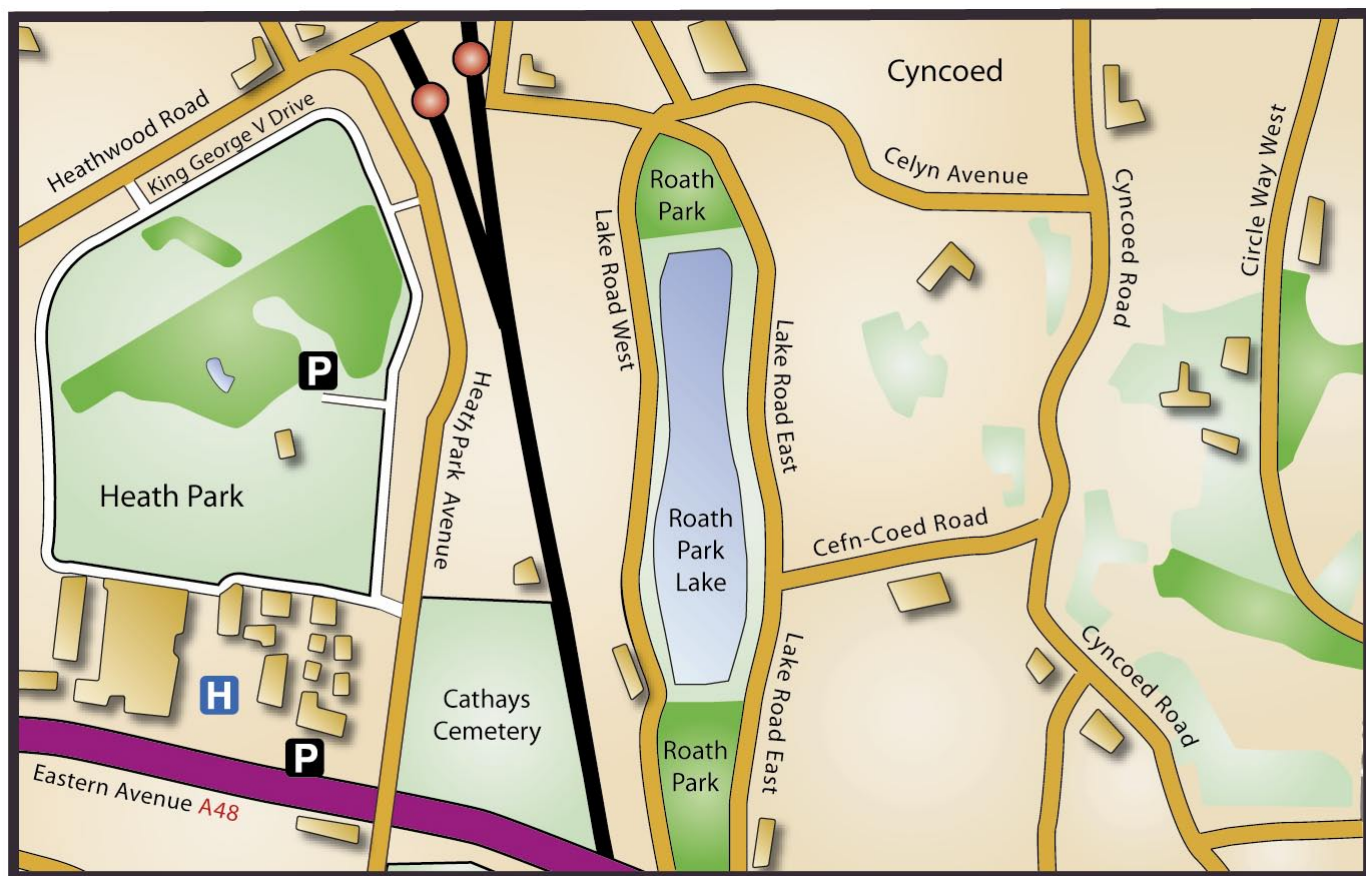 Cyncoed
Heathwood Road
King George V Drive
Celyn Avenue
Roath
Park
Cyncoed Road
Circle Way West
Lake Road West
Lake Road East
P
Heath Park Avenue
Heath Park
Roath
Park
Lake
Cefn-Coed Road
H
Cathays
Cemetery
Lake Road East
Cyncoed Road
P
Roath
Park
Eastern Avenue A48